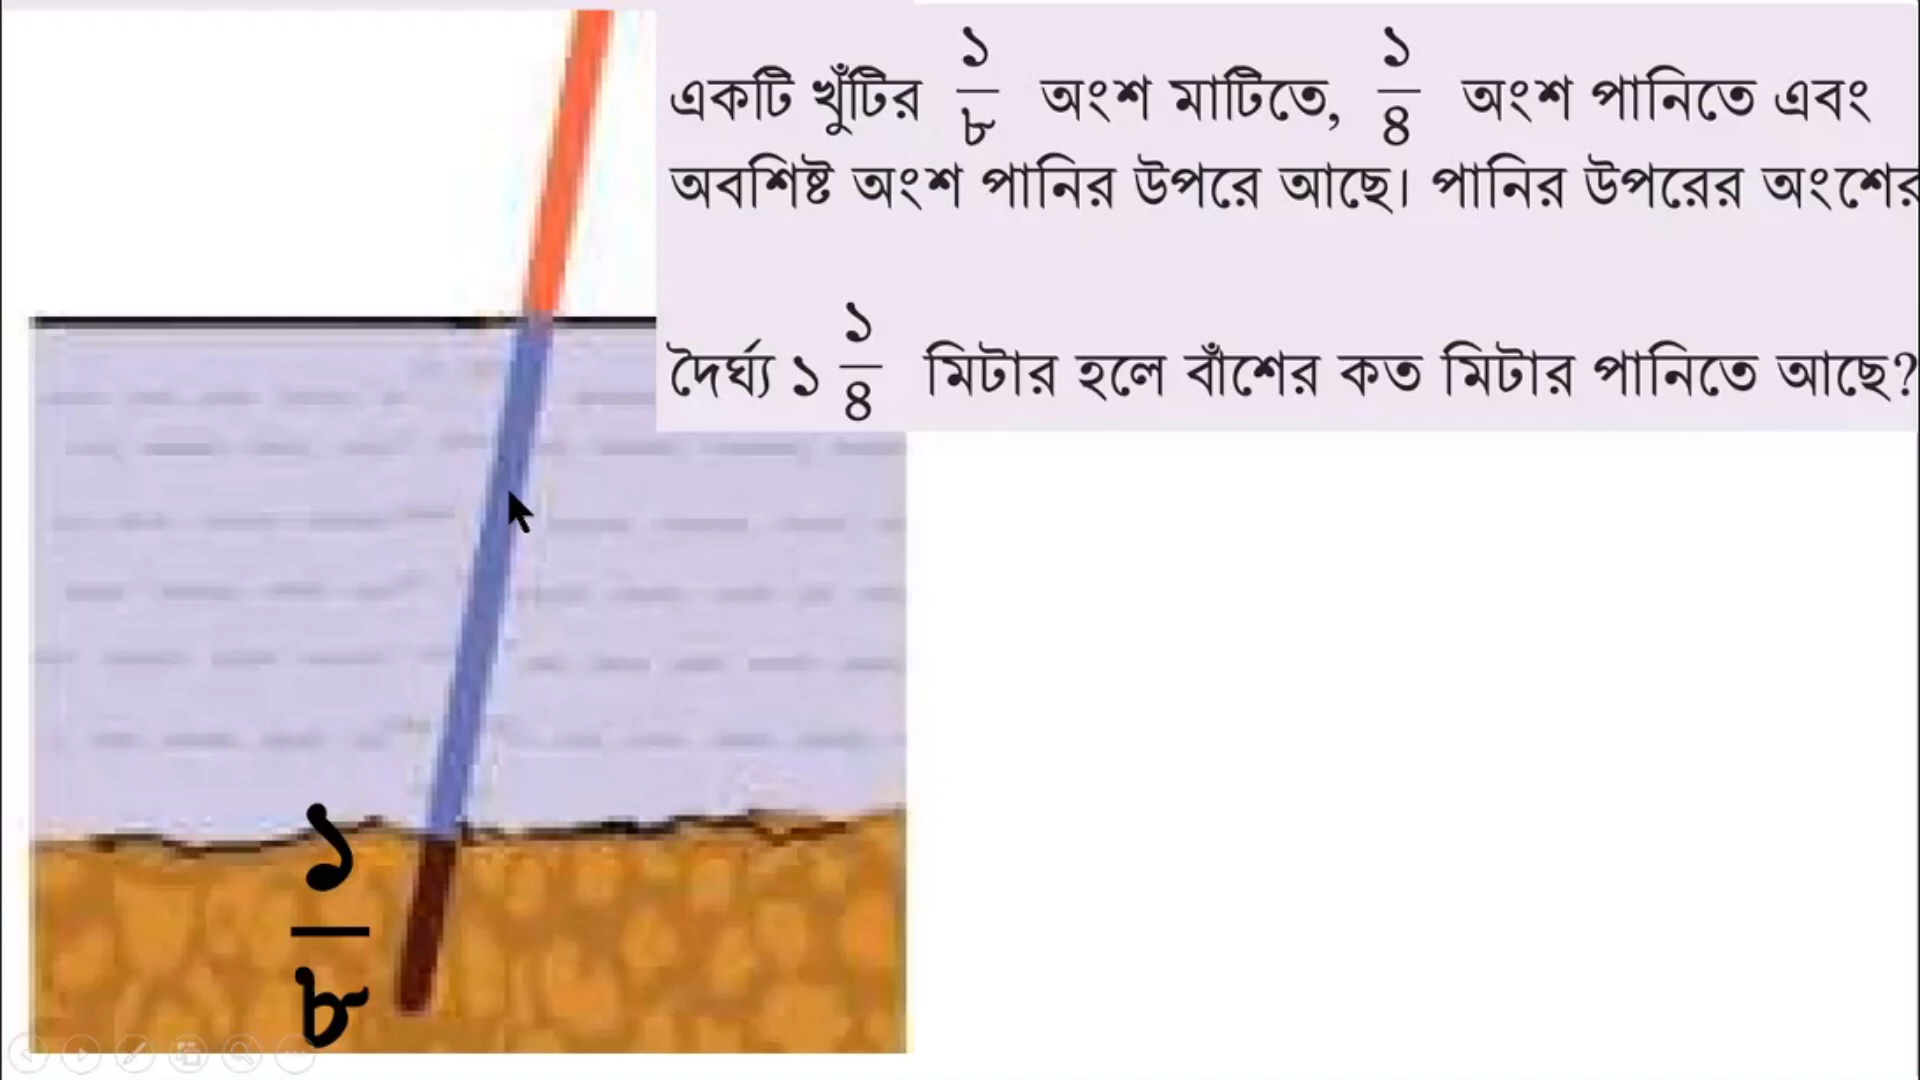 একটি খুঁটির ১/৮ অংশ মাটিতে, ১/৪ অংশ পানিতে এবং
অবশিষ্ট অংশ পানির উপরে আছে। পানির উপরের অংশের
দৈর্ঘ্য ১ ১/৪ মিটার হলে বাঁশের কত মিটার পানিতে আছে?
১/৮